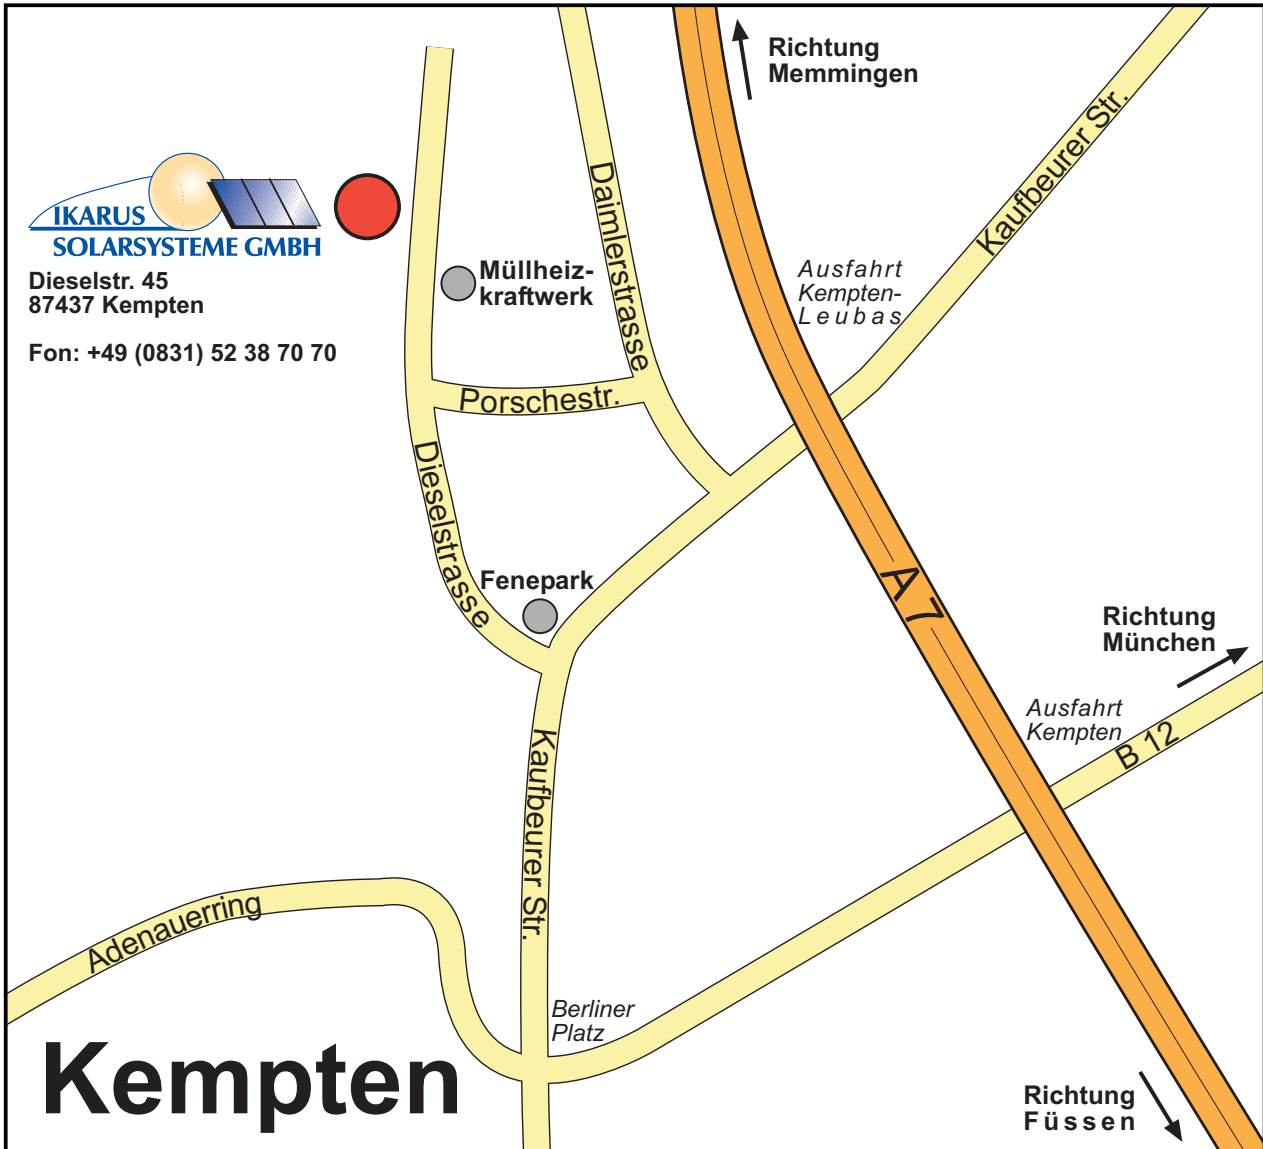 Richtung
Memmingen
Kaufbeurer Str.
Daimlerstrasse
IKARUS
SOLARSYSTEME GMBH
Dieselstr. 45
87437 Kempten
Fon: +49 (0831) 52 38 70 70
Müllheiz-
kraftwerk
Ausfahrt
Kempten-
Leubas
Porschestr.
Dieselstrasse
Fenepark
A 7
Richtung
München
Ausfahrt
Kempten
B 12
Kaufbeurer Str.
Adenauerring
Berliner
Platz
Kempten
Richtung
Füssen